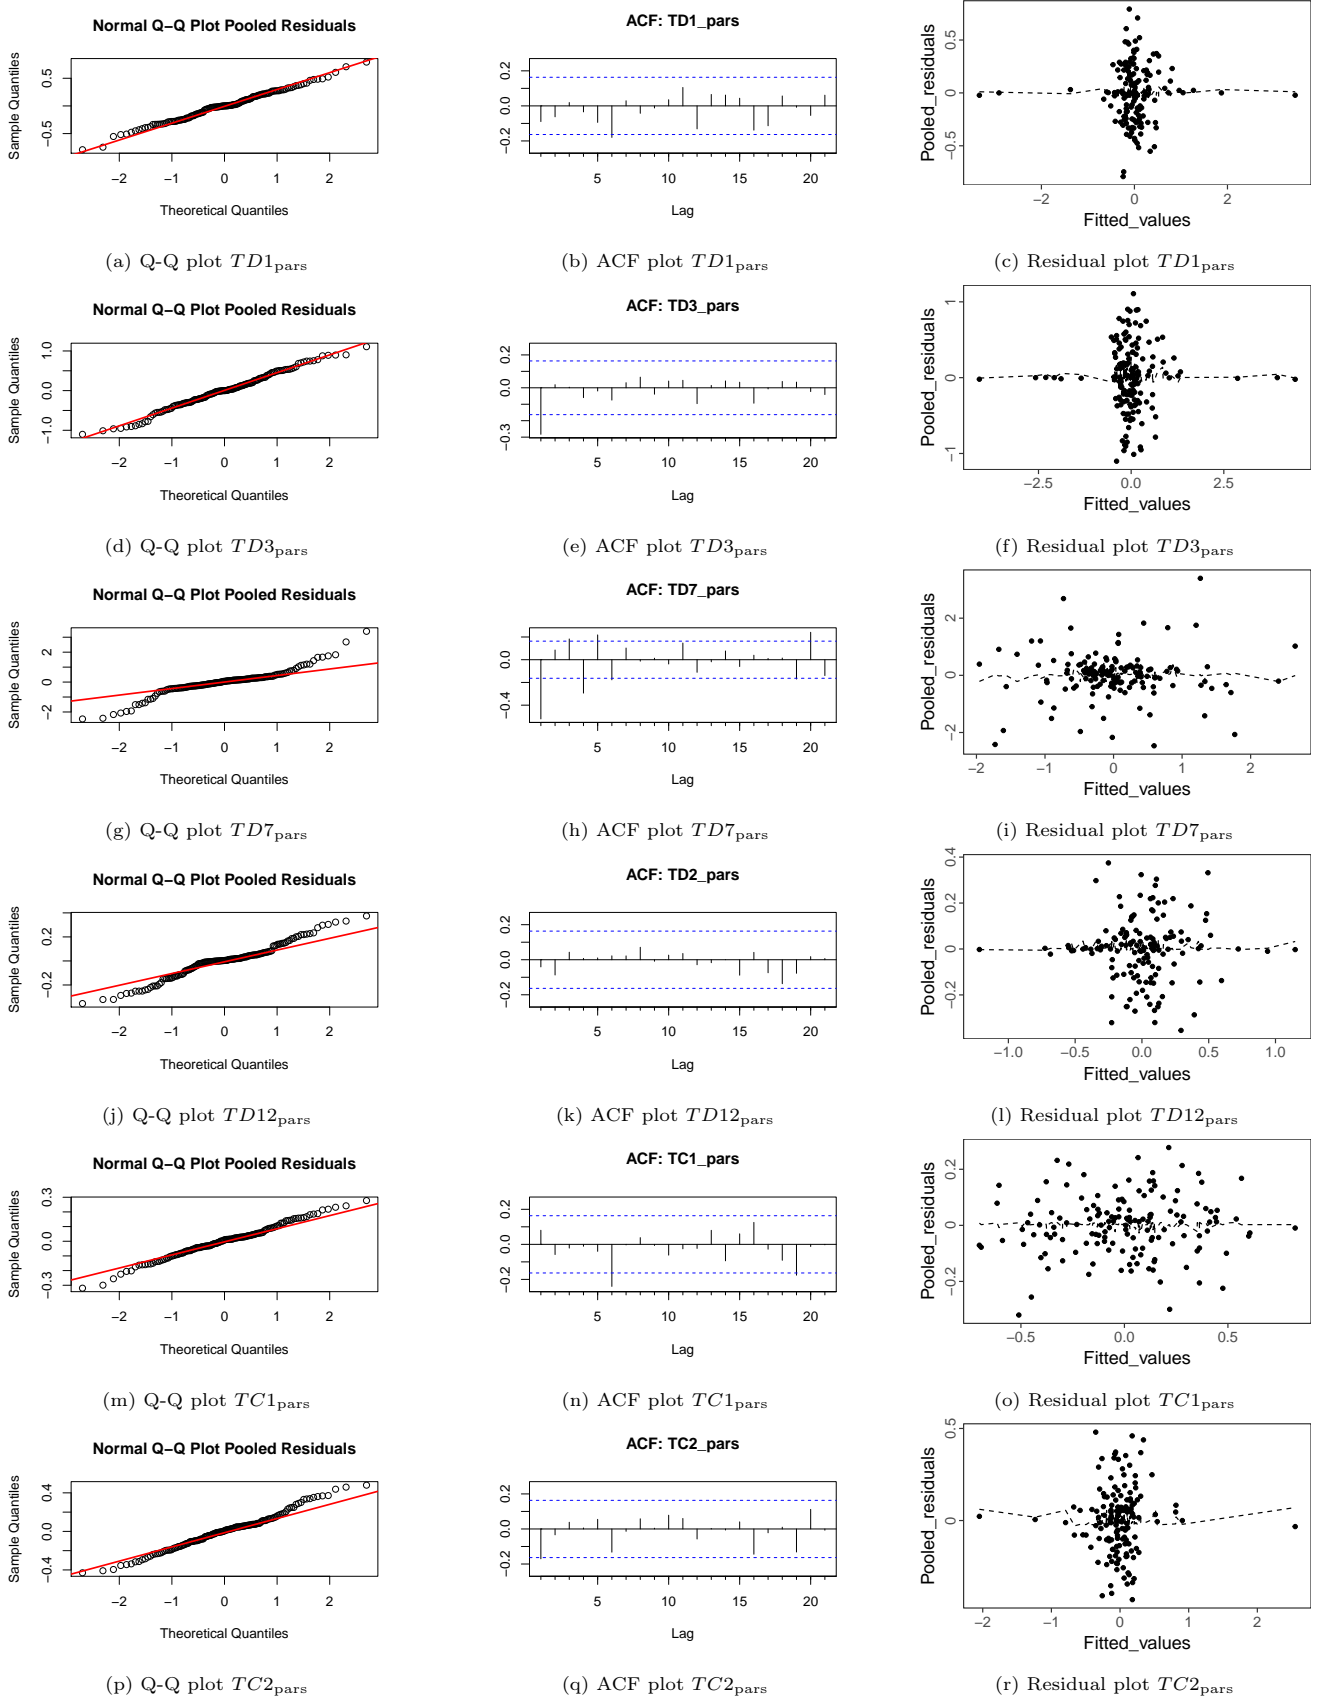 Normal Q−Q Plot Pooled Residuals
Sample Quantiles
0.5
−0.5
−2 −1 0 1 2
Theoretical Quantiles
(a) Q-Q plot TD1pars
ACF: TD1_pars
0.2
0.0
−0.2
5 10 15 20
Lag
(b) ACF plot TD1pars
Pooled_residuals
0.5
0
−0.5
−2 0 2
Fitted_values
(c) Residual plot TD1pars
Normal Q−Q Plot Pooled Residuals
Sample Quantiles
1.0
0.0
−1.0
−2 −1 0 1 2
Theoretical Quantiles
(d) Q-Q plot TD3pars
ACF: TD3_pars
0.2
0.0
−0.3
5 10 15 20
Lag
(e) ACF plot TD3pars
Pooled_residuals
1
0
−1
−2.5 0.0 2.5
Fitted_values
(f) Residual plot TD3pars
Normal Q−Q Plot Pooled Residuals
Sample Quantiles
2
0
−2
−2 −1 0 1 2
Theoretical Quantiles
(g) Q-Q plot TD7pars
ACF: TD7_pars
0.0
−0.4
5 10 15 20
Lag
(h) ACF plot TD7pars
Pooled_residuals
2
0
−2
−2 −1 0 1 2
Fitted_values
(i) Residual plot TD7pars
Normal Q−Q Plot Pooled Residuals
Sample Quantiles
0.2
−0.2
−2 −1 0 1 2
Theoretical Quantiles
(j) Q-Q plot TD12pars
ACF: TD2_pars
0.2
0.0
−0.2
5 10 15 20
Lag
(k) ACF plot TD12pars
Pooled_residuals
0.4
0.2
0
−0.2
−1.0 −0.5 0.0 0.5 1.0
Fitted_values
(l) Residual plot TD12pars
Normal Q−Q Plot Pooled Residuals
Sample Quantiles
0.3
0.0
−0.3
−2 −1 0 1 2
Theoretical Quantiles
(m) Q-Q plot TC1pars
ACF: TC1_pars
0.2
0.0
−0.2
5 10 15 20
Lag
(n) ACF plot TC1pars
Pooled_residuals
0.2
0
−0.2
−0.5 0.0 0.5
Fitted_values
(o) Residual plot TC1pars
Normal Q−Q Plot Pooled Residuals
Sample Quantiles
0.4
0.0
−0.4
−2 −1 0 1 2
Theoretical Quantiles
(p) Q-Q plot TC2pars
ACF: TC2_pars
0.2
0.0
−0.2
5 10 15 20
Lag
(q) ACF plot TC2pars
Pooled_residuals
0.5
0
−2 −1 0 1 2
Fitted_values
(r) Residual plot TC2pars